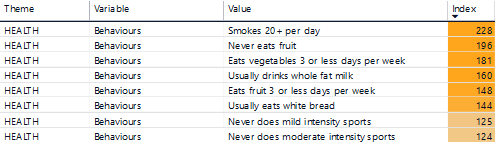 Theme Variable Value Index
HEALTH Behaviours Smokes 20+ per day 228
HEALTH Behaviours Never eats fruit 196
HEALTH Behaviours Eats vegetables 3 or less days per week 181
HEALTH Behaviours Usually drinks whole fat milk 160
HEALTH Behaviours Eats fruit 3 or less days per week 148
HEALTH Behaviours Usually eats white bread 144
HEALTH Behaviours Never does mild intensity sports 125
HEALTH Behaviours Never does moderate intensity sports 124